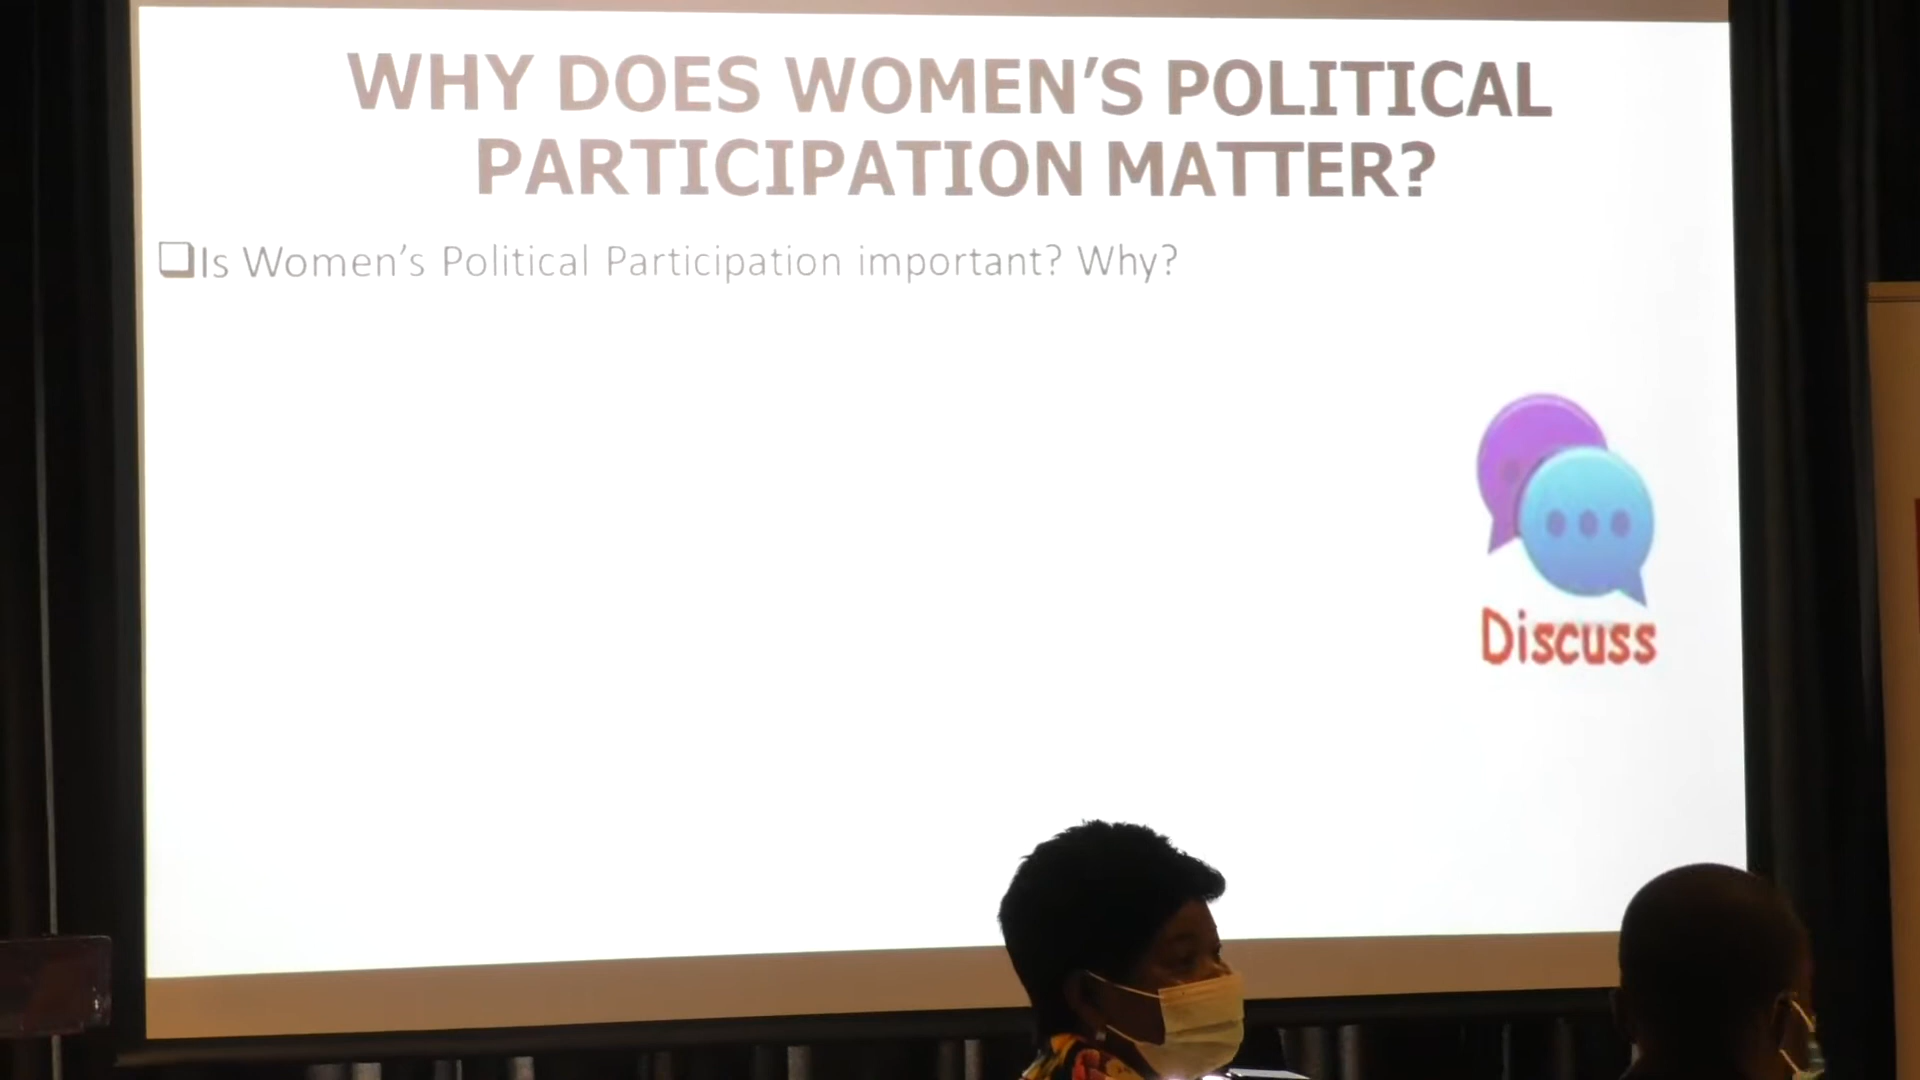 WHY DOES WOMEN’S POLITICAL
PARTICIPATION MATTER?
❑Is Women’s Political Participation important? Why?
Discuss